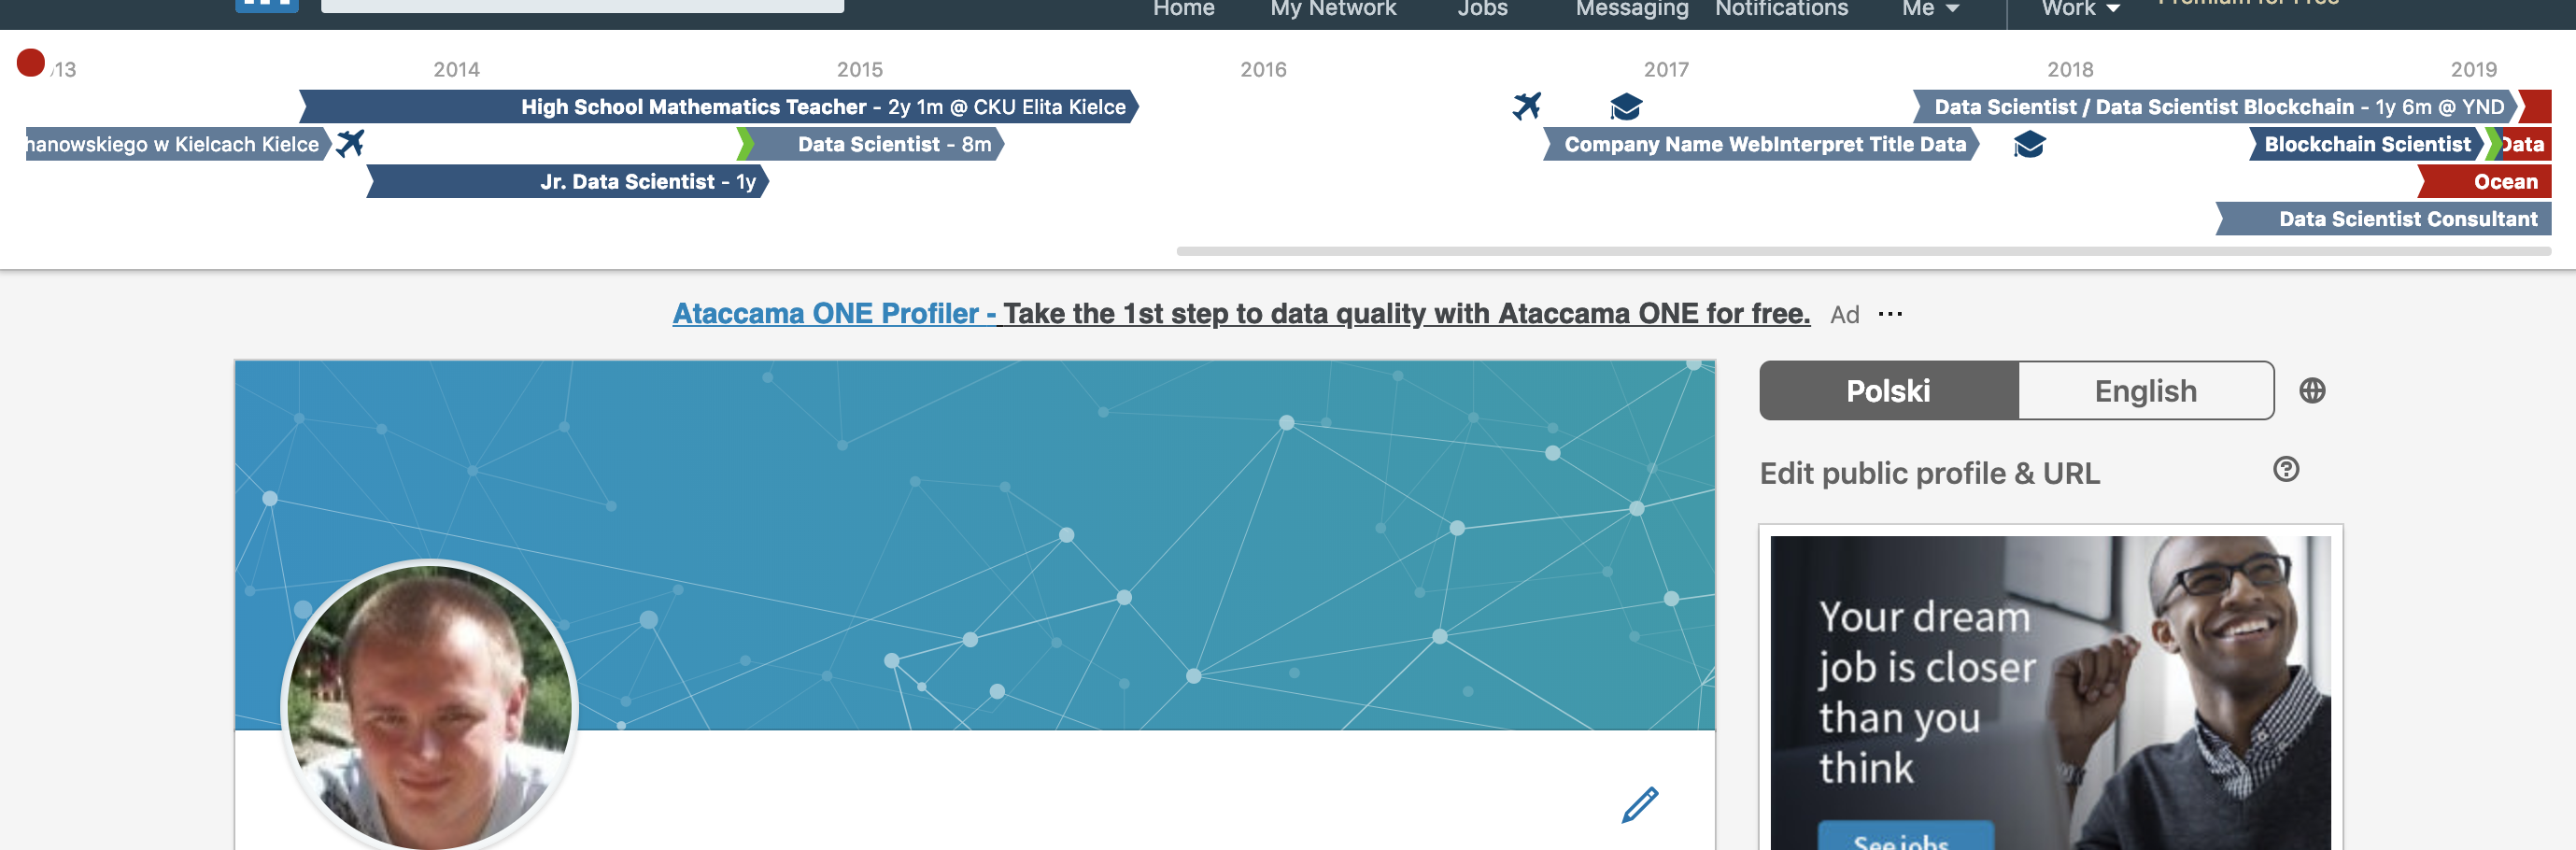 Home My Network Jobs Messaging Notifications Me Work Premium for Free
13 2014 2015 2016 2017 2018 2019
High School Mathematics Teacher - 2y 1m @ CKU Elita Kielce Data Scientist / Data Scientist Blockchain - 1y 6m @ YND
hanowskiego w Kielcach Kielce Data Scientist - 8m Company Name WebInterpret Title Data Blockchain Scientist Data
Jr. Data Scientist - 1y Ocean
Data Scientist Consultant
Ataccama ONE Profiler - Take the 1st step to data quality with Ataccama ONE for free. Ad ...
Polski English
Edit public profile & URL
Your dream
job is closer
than you
think
See jobs